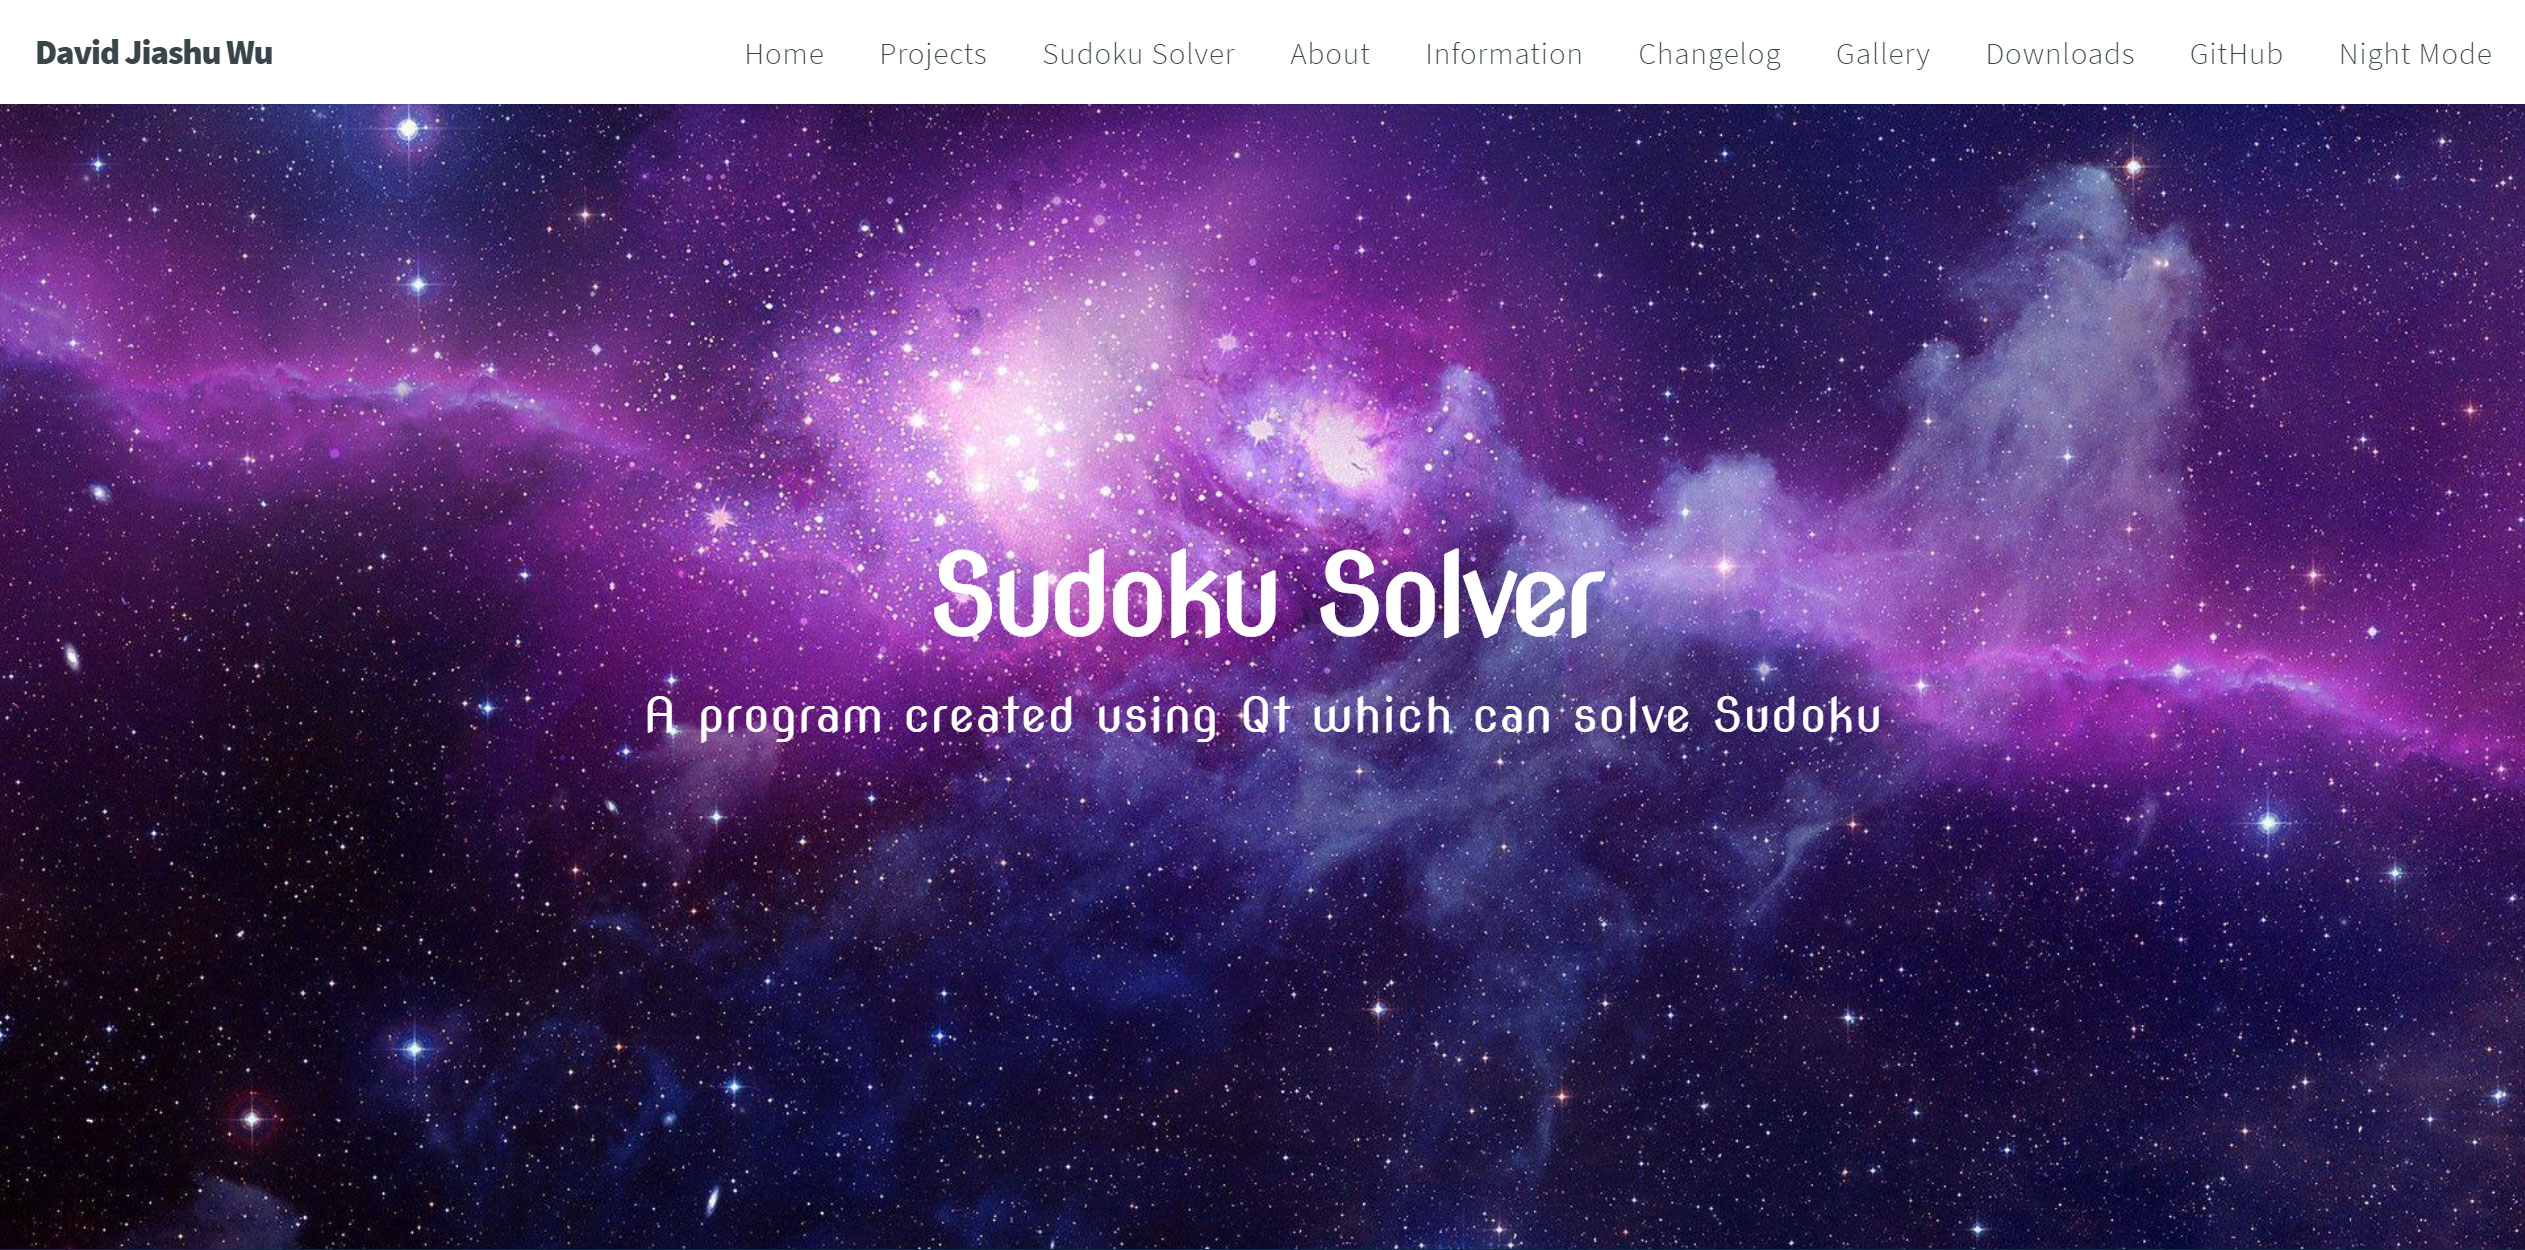 David Jiashu Wu Home Projects Sudoku Solver About Information Changelog Gallery Downloads GitHub Night Mode
Sudoku Solver
A program created using Qt which can solve Sudoku